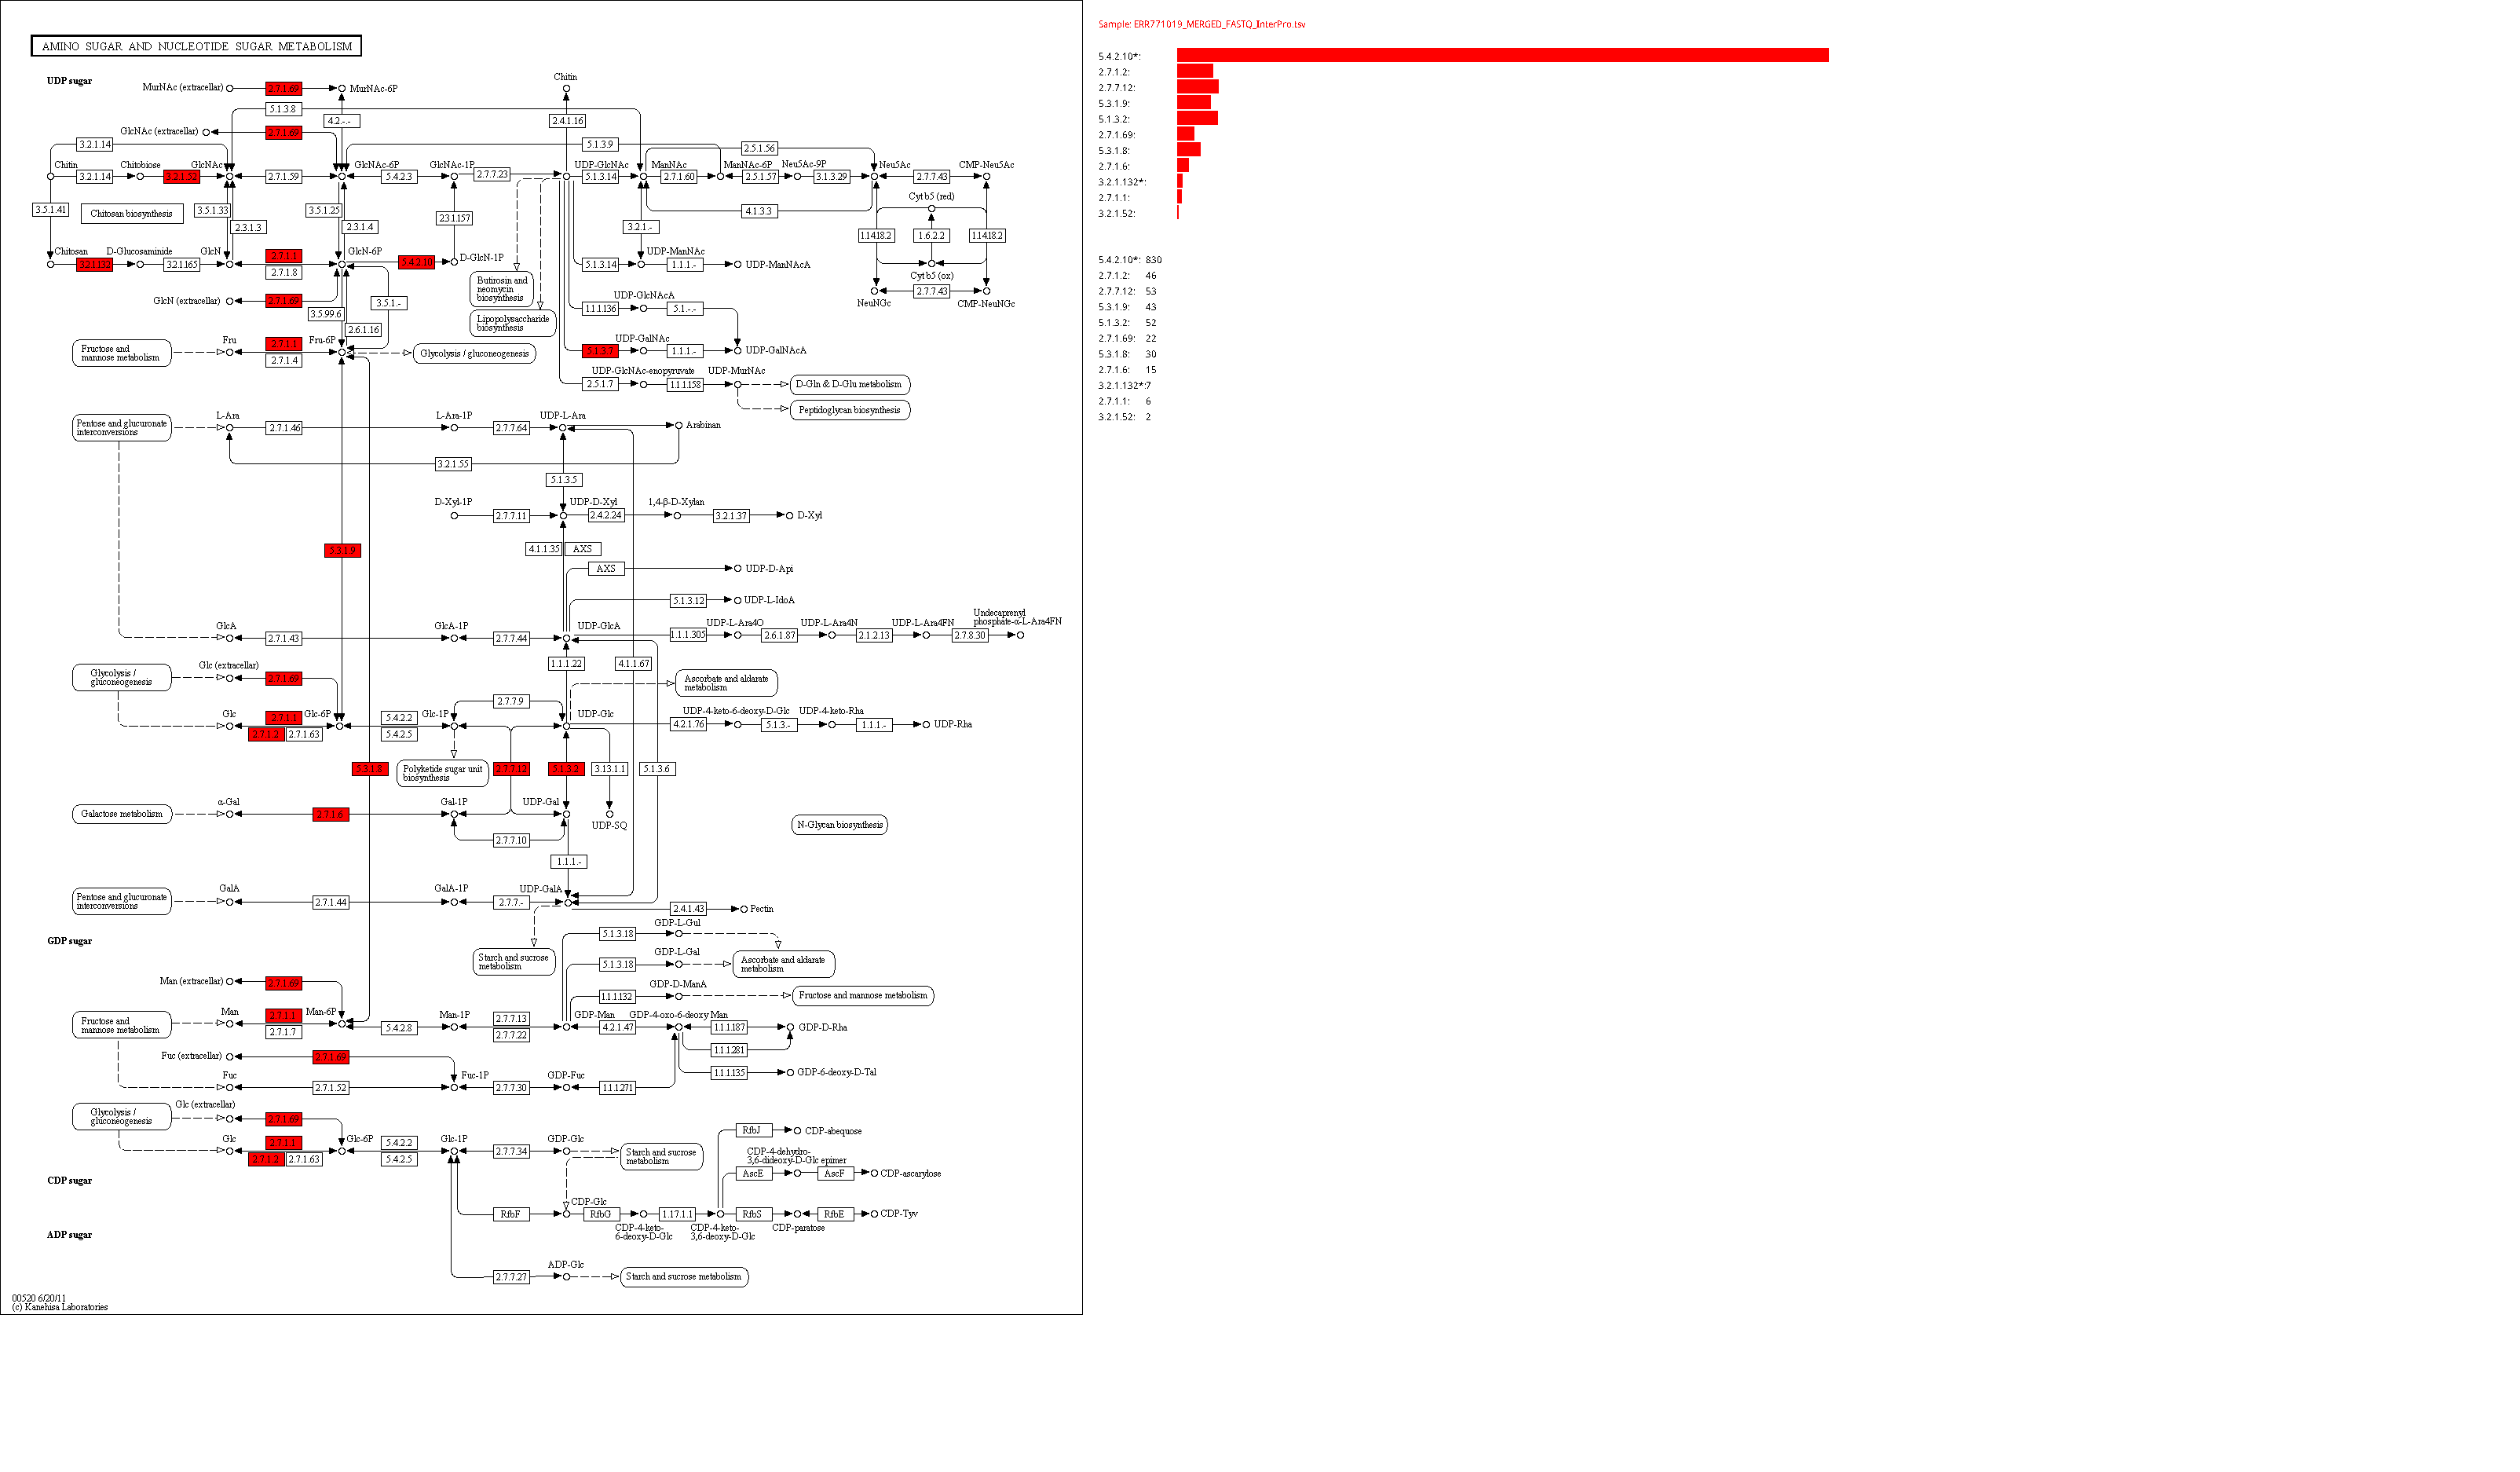 AMINO SUGAR AND NUCLEOTIDE SUGAR METABOLISM
UDP sugar
MurNAc (extracellar) 2.7.1.69 MurNAc-6P
Chitin
5.1.3.8
4.2.-.-
2.4.1.16
GlcNAc (extracellar) 2.7.1.69
3.2.1.14
5.1.3.9
2.5.1.56
Chitin Chitobiose GlcNAc GlcNAc-6P GlcNAc-1P UDP-GlcNAc ManNAc ManNAc-6P Neu5Ac-9P Neu5Ac CMP-Neu5Ac
3.2.1.14 3.2.1.52 2.7.1.59 5.4.2.3 2.7.7.23 5.1.3.14 2.7.1.60 2.5.1.57 3.1.3.29 2.7.7.43
3.5.1.41 Chitosan biosynthesis 3.5.1.33 3.5.1.25 2.3.1.157 4.1.3.3
Cyt b5 (red)
2.3.1.3 2.3.1.4 3.2.1.-
1.14.18.2 1.6.2.2 1.14.18.2
Chitosan D-Glucosaminide GlcN GlcN-6P D-GlcN-1P UDP-ManNAc
3.2.1.132 3.2.1.165 2.7.1.1 5.4.2.10 5.1.3.14 1.1.1.- UDP-ManNAcA
2.7.1.8
Cyt b5 (ox)
Butirosin and
neomycin
biosynthesis
NeuNGc 2.7.7.43 CMP-NeuNGc
GlcN (extracellar) 2.7.1.69 3.5.1.-
UDP-GlcNAcA
1.1.1.136 5.1.-.-
3.5.99.6
2.6.1.16
Lipopolysaccharide
biosynthesis
Fructose and
mannose metabolism
Fru 2.7.1.1 Fru-6P
2.7.1.4
Glycolysis / gluconeogenesis
UDP-GalNAc
5.1.3.7 1.1.1.- UDP-GalNAcA
UDP-GlcNAc-enopyruvate UDP-MurNAc
2.5.1.7 1.1.1.158 D-Gln & D-Glu metabolism
Peptidoglycan biosynthesis
Pentose and glucuronate
interconversions
L-Ara L-Ara-1P UDP-L-Ara Arabinan
2.7.1.46 2.7.7.64
3.2.1.55
5.1.3.5
D-Xyl-1P UDP-D-Xyl 1,4-β-D-Xylan
2.7.7.11 2.4.2.24 3.2.1.37 D-Xyl
5.3.1.9 4.1.1.35 AXS
AXS UDP-D-Api
5.1.3.12 UDP-L-IdoA
GlcA GlcA-1P UDP-GlcA UDP-L-Ara4O UDP-L-Ara4N UDP-L-Ara4FN
Undecaprenyl
phosphate-α-L-Ara4FN
2.7.1.43 2.7.7.44 1.1.1.305 2.6.1.87 2.1.2.13 2.7.8.30
Glycolysis /
gluconeogenesis
Glc (extracellar) 2.7.1.69
1.1.1.22 4.1.1.67
Ascorbate and aldarate
metabolism
2.7.7.9
Glc 2.7.1.1 Glc-6P 5.4.2.2 Glc-1P UDP-Glc UDP-4-keto-6-deoxy-D-Glc UDP-4-keto-Rha
4.2.1.76 5.1.3.- 1.1.1.- UDP-Rha
2.7.1.2 2.7.1.63 5.4.2.5
5.3.1.8
Polyketide sugar unit
biosynthesis
2.7.7.12 5.1.3.2 3.13.1.1 5.1.3.6
Galactose metabolism
α-Gal 2.7.1.6 Gal-1P UDP-Gal
UDP-SQ
N-Glycan biosynthesis
2.7.7.10
1.1.1.-
Pentose and glucuronate
interconversions
GalA GalA-1P UDP-GalA
2.7.1.44 2.7.7.- 2.4.1.43 Pectin
GDP sugar
GDP-L-Gul
5.1.3.18
Starch and sucrose
metabolism
GDP-L-Gal
5.1.3.18
Ascorbate and aldarate
metabolism
Man (extracellar) 2.7.1.69
GDP-D-ManA
1.1.1.132 Fructose and mannose metabolism
Fructose and
mannose metabolism
Man 2.7.1.1 Man-6P Man-1P 2.7.7.13 GDP-Man GDP-4-oxo-6-deoxy Man
2.7.1.7 5.4.2.8 2.7.7.22 4.2.1.47 1.1.1.187 GDP-D-Rha
1.1.1.281
Fuc (extracellar) 2.7.1.69
1.1.1.135 GDP-6-deoxy-D-Tal
Fuc Fuc-1P GDP-Fuc
2.7.1.52 2.7.7.30 1.1.1.271
Glycolysis /
gluconeogenesis
Glc (extracellar) 2.7.1.69
Glc 2.7.1.1 Glc-6P 5.4.2.2 Glc-1P GDP-Glc
2.7.1.2 2.7.1.63 5.4.2.5 2.7.7.34
Starch and sucrose
metabolism
RfbJ CDP-abequose
CDP-4-dehydro-
3,6-dideoxy-D-Glc epimer
AscE AscF CDP-ascarylose
CDP sugar
CDP-Glc
RfbF RfbG 1.17.1.1 RfbS RfbE CDP-Tyv
CDP-4-keto-
6-deoxy-D-Glc
CDP-4-keto-
3,6-deoxy-D-Glc
CDP-paratose
ADP sugar
ADP-Glc
2.7.7.27 Starch and sucrose metabolism
00520 6/20/11
(c) Kanehisa Laboratories
Sample: ERR771019_MERGED_FASTQ_InterPro.tsv
5.4.2.10*:
2.7.1.2:
2.7.7.12:
5.3.1.9:
5.1.3.2:
2.7.1.69:
5.3.1.8:
2.7.1.6:
3.2.1.132*:
2.7.1.1:
3.2.1.52:
5.4.2.10*: 830
2.7.1.2: 46
2.7.7.12: 53
5.3.1.9: 43
5.1.3.2: 52
2.7.1.69: 22
5.3.1.8: 30
2.7.1.6: 15
3.2.1.132*:7
2.7.1.1: 6
3.2.1.52: 2